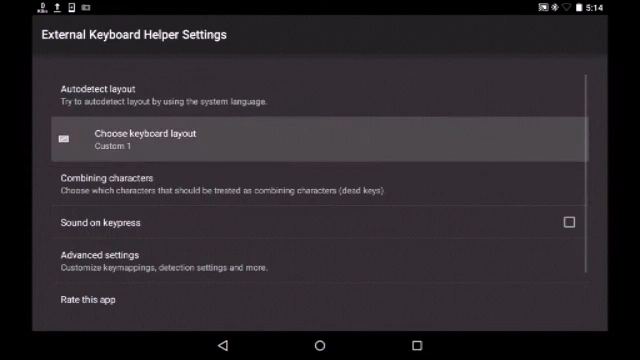 0
KB/s
5:14
External Keyboard Helper Settings
Autodetect layout
Try to autodetect layout by using the system language.
Choose keyboard layout
Custom 1
Combining characters
Choose which characters that should be treated as combining characters (dead keys).
Sound on keypress
Advanced settings
Customize keymappings, detection settings and more.
Rate this app